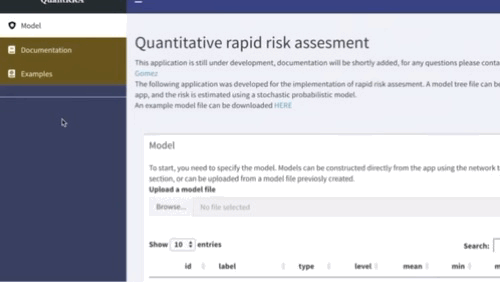 QuantRRA
Model
Documentation
Examples
Quantitative rapid risk assesment
This application is still under development, documentation will be shortly added, for any questions please conta
Gomez
The following application was developed for the implementation of rapid risk assesment. A model tree file can be
app, and the risk is estimated using a stochastic probabilistic model.
An example model file can be downloaded HERE
Model
To start, you need to specify the model. Models can be constructed directly from the app using the network t
section, or can be uploaded from a model file previosly created.
Upload a model file
Browse... No file selected
Show 10 entries Search:
id label type level mean min m